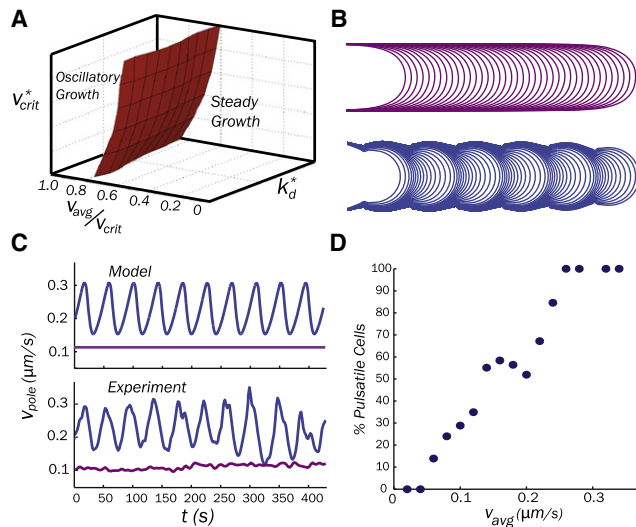 A
Oscillatory
Growth
Steady
Growth
v*crit
1.0 0.8 0.6 0.4 0.2 0
vavg/vcrit
k*d
B
C
Model
0.3
0.2
0.1
Experiment
0.3
0.2
0.1
vpole (μm/s)
0 50 100 150 200 250 300 350 400
t (s)
D
100
90
80
70
60
50
40
30
20
10
0
% Pulsatile Cells
0.1 0.2 0.3
vavg (μm/s)